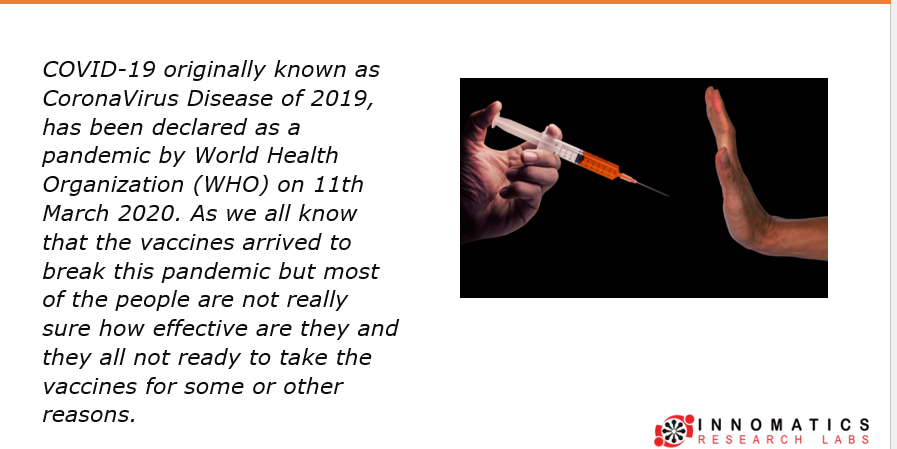 COVID-19 originally known as
CoronaVirus Disease of 2019,
has been declared as a
pandemic by World Health
Organization (WHO) on 11th
March 2020. As we all know
that the vaccines arrived to
break this pandemic but most
of the people are not really
sure how effective are they and
they all not ready to take the
vaccines for some or other
reasons.
INNOMATICS
RESEARCH LABS